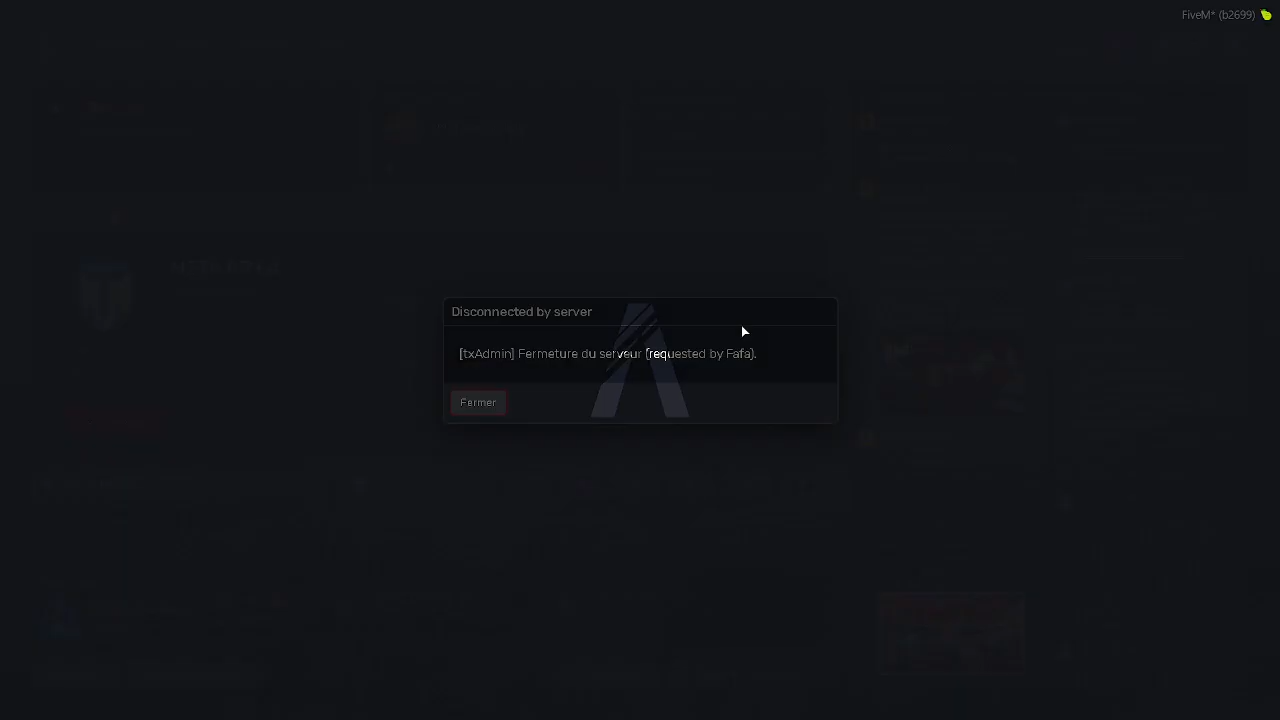 FiveM* (b2699)
Disconnected by server
[txAdmin] Fermeture du serveur (requested by Fafa).
Fermer